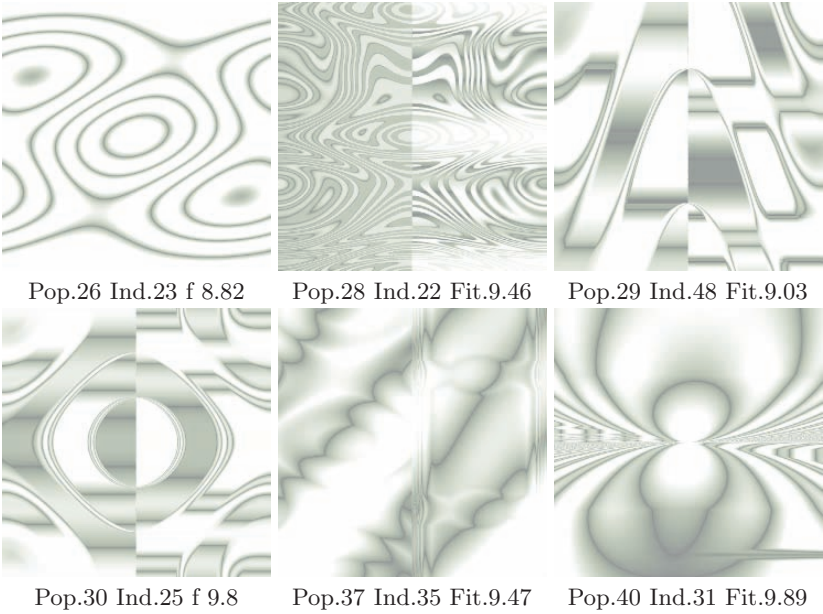 Pop.26 Ind.23 f 8.82
Pop.28 Ind.22 Fit.9.46
Pop.29 Ind.48 Fit.9.03
Pop.30 Ind.25 f 9.8
Pop.37 Ind.35 Fit.9.47
Pop.40 Ind.31 Fit.9.89